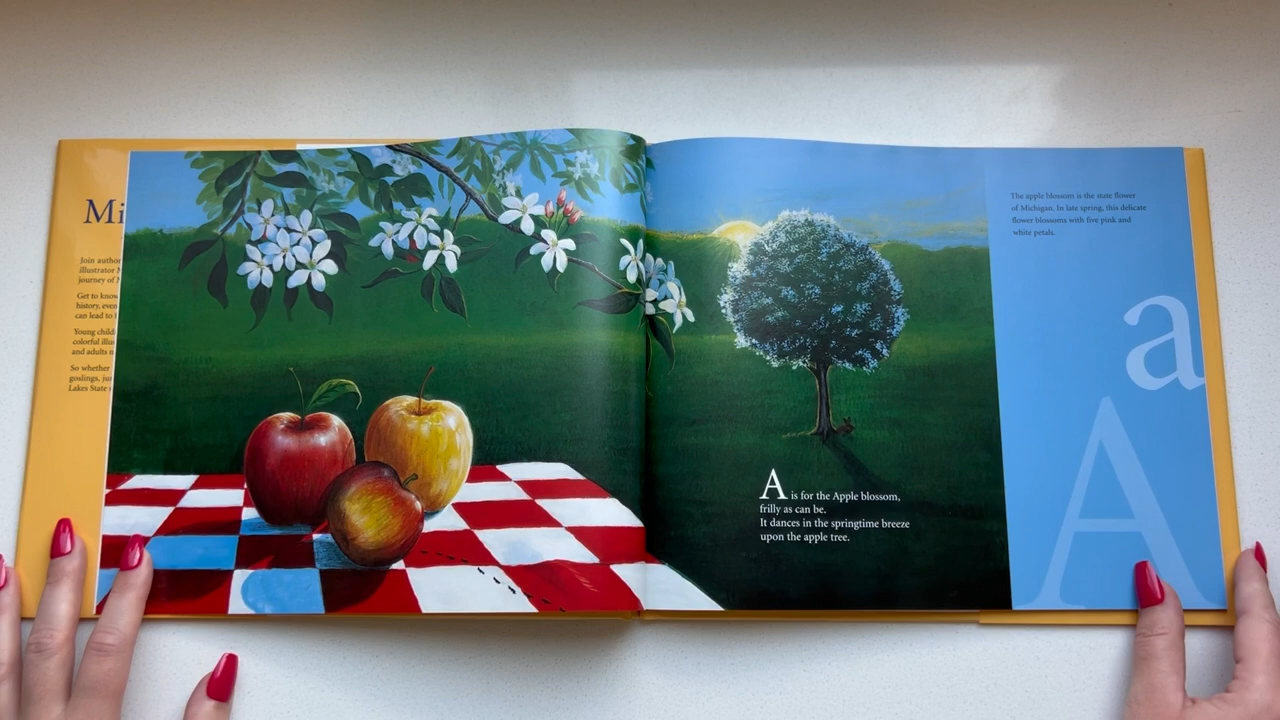 Mi
Join autho
illustrator
journey of
Get to know
history, even
can lead to
Young child
colorful illus
and adults
So whether
goslings, jus
Lakes State
A is for the Apple blossom,
frilly as can be.
It dances in the springtime breeze
upon the apple tree.
The apple blossom is the state flower
of Michigan. In late spring, this delicate
flower blossoms with five pink and
white petals.
a
A